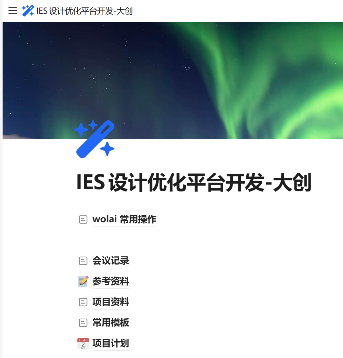 IES 设计优化平台开发-大创
IES 设计优化平台开发-大创
wolai 常用操作
会议记录
参考资料
项目资料
常用模板
项目计划